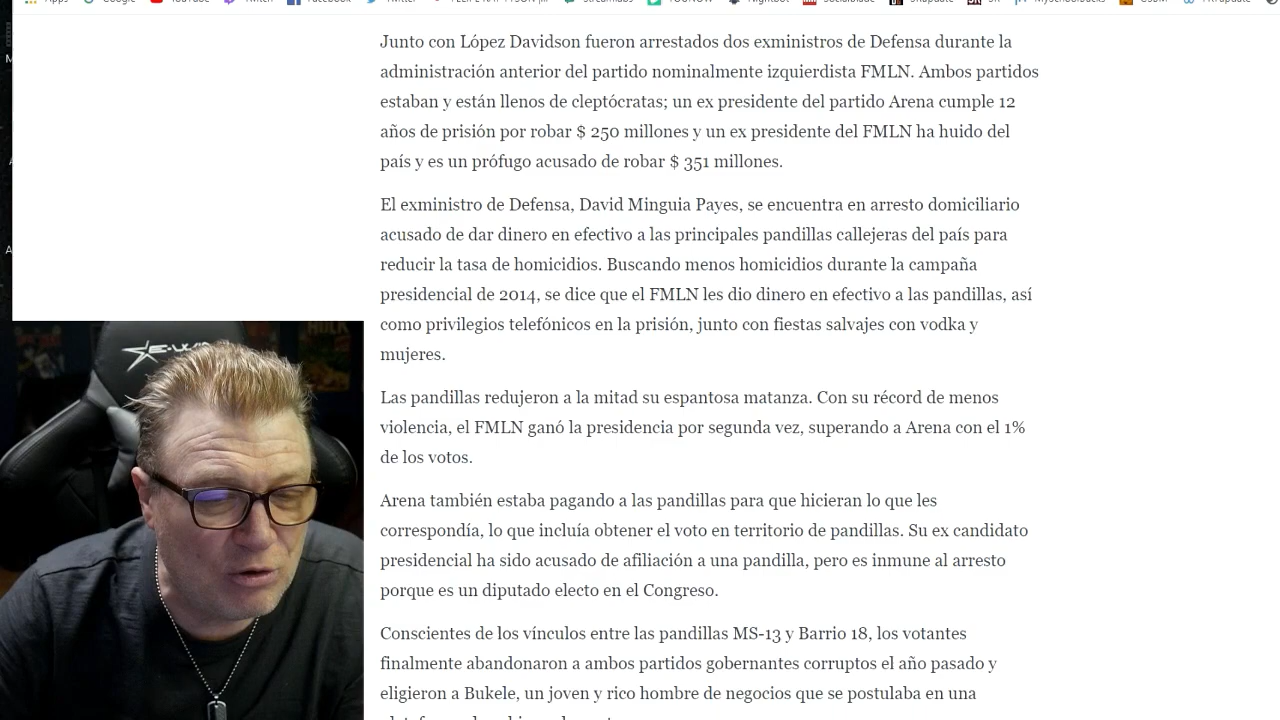 Apps Google YouTube Twitch Facebook Twitter Streamlabs YouNow Nightbot Socialblade
Junto con López Davidson fueron arrestados dos exministros de Defensa durante la
administración anterior del partido nominalmente izquierdista FMLN. Ambos partidos
estaban y están llenos de cleptócratas; un ex presidente del partido Arena cumple 12
años de prisión por robar $ 250 millones y un ex presidente del FMLN ha huido del
país y es un prófugo acusado de robar $ 351 millones.
El exministro de Defensa, David Minguia Payes, se encuentra en arresto domiciliario
acusado de dar dinero en efectivo a las principales pandillas callejeras del país para
reducir la tasa de homicidios. Buscando menos homicidios durante la campaña
presidencial de 2014, se dice que el FMLN les dio dinero en efectivo a las pandillas, así
como privilegios telefónicos en la prisión, junto con fiestas salvajes con vodka y
mujeres.
Las pandillas redujeron a la mitad su espantosa matanza. Con su récord de menos
violencia, el FMLN ganó la presidencia por segunda vez, superando a Arena con el 1%
de los votos.
Arena también estaba pagando a las pandillas para que hicieran lo que les
correspondía, lo que incluía obtener el voto en territorio de pandillas. Su ex candidato
presidencial ha sido acusado de afiliación a una pandilla, pero es inmune al arresto
porque es un diputado electo en el Congreso.
Conscientes de los vínculos entre las pandillas MS-13 y Barrio 18, los votantes
finalmente abandonaron a ambos partidos gobernantes corruptos el año pasado y
eligieron a Bukele, un joven y rico hombre de negocios que se postulaba en una